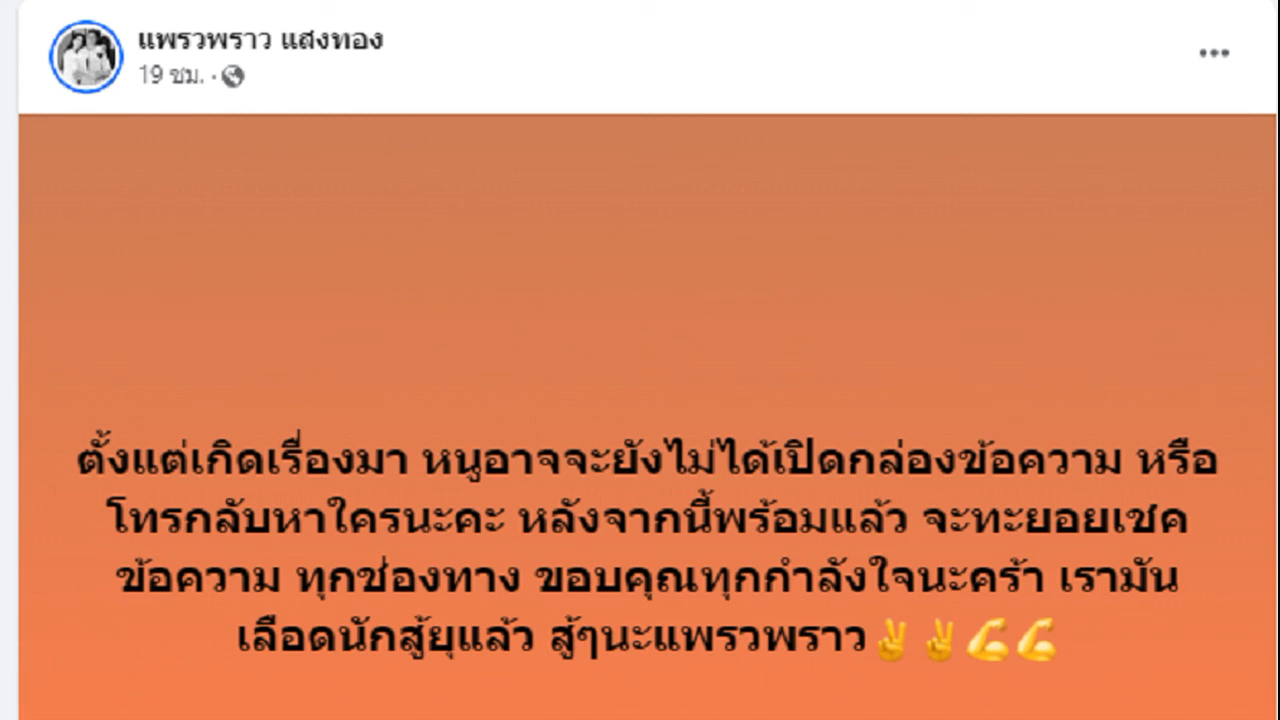 แพรวพราว แสงทอง
19 ชม. ·
ตั้งแต่เกิดเรื่องมา หนูอาจจะยังไม่ได้เปิดกล่องข้อความ หรือ
โทรกลับหาใครนะคะ หลังจากนี้พร้อมแล้ว จะทะยอยเชค
ข้อความ ทุกช่องทาง ขอบคุณทุกกำลังใจนะคร้า เรามัน
เลือดนักสู้ยุแล้ว สู้ๆนะแพรวพราว✌️✌️💪💪